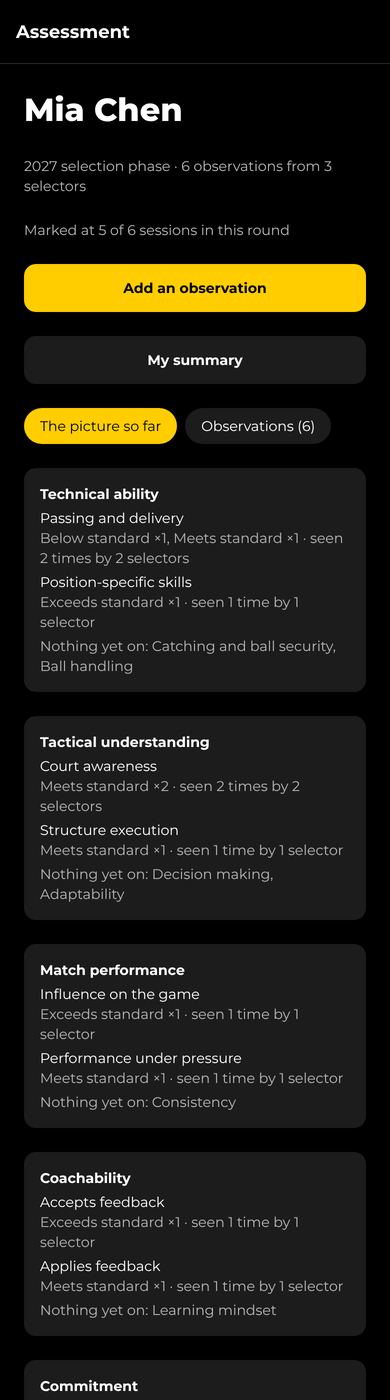 Assessment
Mia Chen
2027 selection phase · 6 observations from 3
selectors
Marked at 5 of 6 sessions in this round
Add an observation
My summary
The picture so far
Observations (6)
Technical ability
Passing and delivery
Below standard ×1, Meets standard ×1 · seen
2 times by 2 selectors
Position-specific skills
Exceeds standard ×1 · seen 1 time by 1
selector
Nothing yet on: Catching and ball security,
Ball handling
Tactical understanding
Court awareness
Meets standard ×2 · seen 2 times by 2
selectors
Structure execution
Meets standard ×1 · seen 1 time by 1 selector
Nothing yet on: Decision making,
Adaptability
Match performance
Influence on the game
Exceeds standard ×1 · seen 1 time by 1
selector
Performance under pressure
Meets standard ×1 · seen 1 time by 1 selector
Nothing yet on: Consistency
Coachability
Accepts feedback
Exceeds standard ×1 · seen 1 time by 1
selector
Applies feedback
Meets standard ×1 · seen 1 time by 1 selector
Nothing yet on: Learning mindset
Commitment